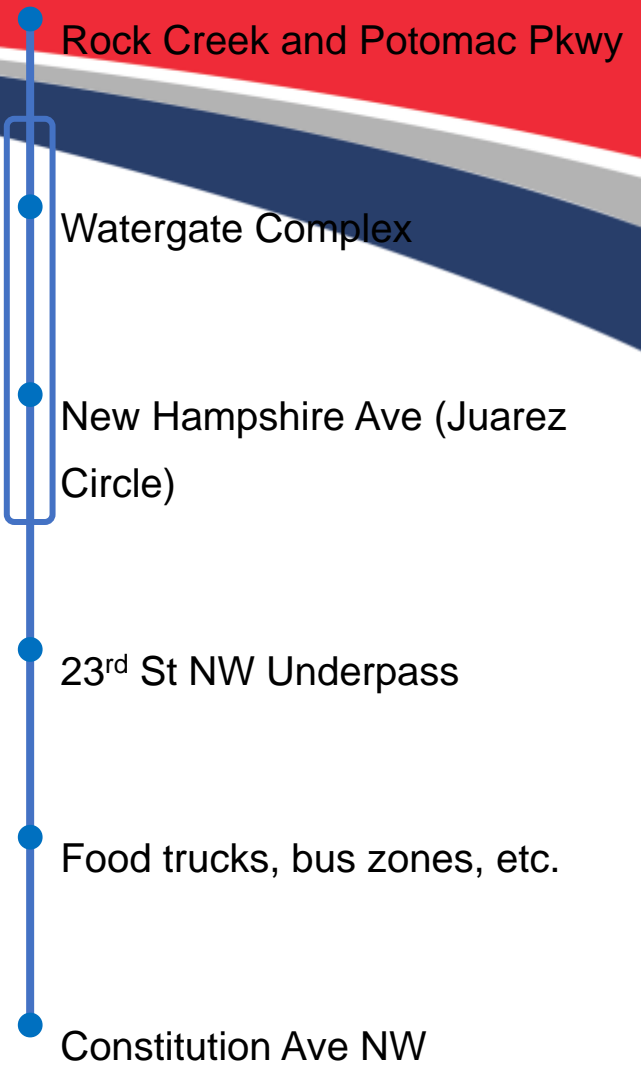 Rock Creek and Potomac Pkwy
Watergate Complex
New Hampshire Ave (Juarez
Circle)
23rd St NW Underpass
Food trucks, bus zones, etc.
Constitution Ave NW